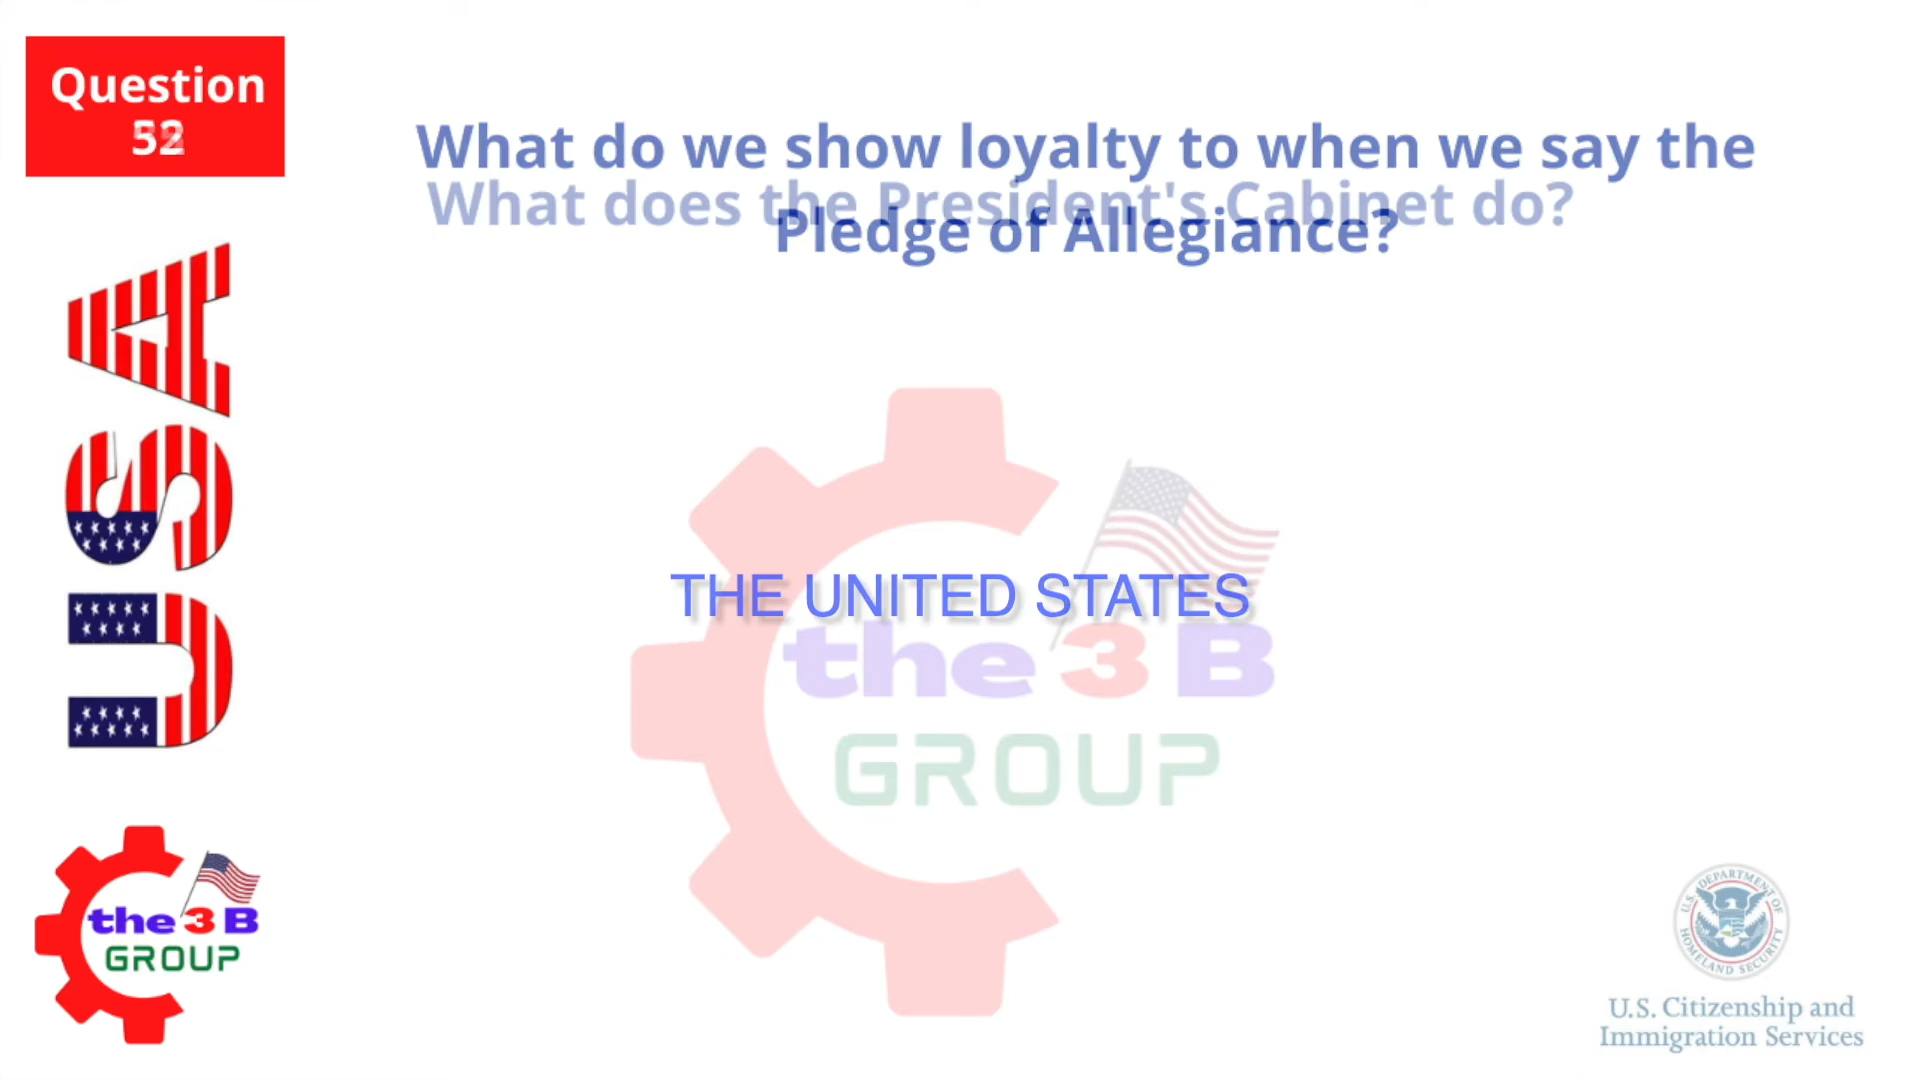 Question
52
What do we show loyalty to when we say the
Pledge of Allegiance?
What does the President's Cabinet do?
USA
THE UNITED STATES
the 3 B
GROUP
the 3 B
GROUP
U.S. DEPARTMENT OF
HOMELAND SECURITY
U.S. Citizenship and
Immigration Services